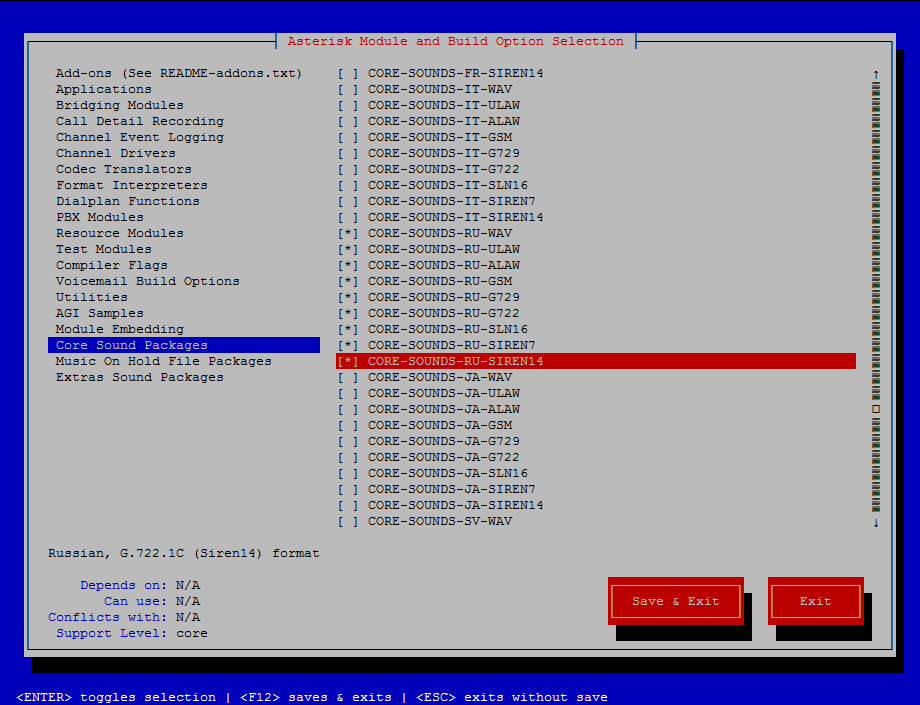 Asterisk Module and Build Option Selection
Add-ons (See README-addons.txt) [ ] CORE-SOUNDS-FR-SIREN14
Applications [ ] CORE-SOUNDS-IT-WAV
Bridging Modules [ ] CORE-SOUNDS-IT-ULAW
Call Detail Recording [ ] CORE-SOUNDS-IT-ALAW
Channel Event Logging [ ] CORE-SOUNDS-IT-GSM
Channel Drivers [ ] CORE-SOUNDS-IT-G729
Codec Translators [ ] CORE-SOUNDS-IT-G722
Format Interpreters [ ] CORE-SOUNDS-IT-SLN16
Dialplan Functions [ ] CORE-SOUNDS-IT-SIREN7
PBX Modules [ ] CORE-SOUNDS-IT-SIREN14
Resource Modules [*] CORE-SOUNDS-RU-WAV
Test Modules [*] CORE-SOUNDS-RU-ULAW
Compiler Flags [*] CORE-SOUNDS-RU-ALAW
Voicemail Build Options [*] CORE-SOUNDS-RU-GSM
Utilities [*] CORE-SOUNDS-RU-G729
AGI Samples [*] CORE-SOUNDS-RU-G722
Module Embedding [*] CORE-SOUNDS-RU-SLN16
Core Sound Packages [*] CORE-SOUNDS-RU-SIREN7
Music On Hold File Packages [*] CORE-SOUNDS-RU-SIREN14
Extras Sound Packages [ ] CORE-SOUNDS-JA-WAV
[ ] CORE-SOUNDS-JA-ULAW
[ ] CORE-SOUNDS-JA-ALAW
[ ] CORE-SOUNDS-JA-GSM
[ ] CORE-SOUNDS-JA-G729
[ ] CORE-SOUNDS-JA-G722
[ ] CORE-SOUNDS-JA-SLN16
[ ] CORE-SOUNDS-JA-SIREN7
[ ] CORE-SOUNDS-JA-SIREN14
[ ] CORE-SOUNDS-SV-WAV
Russian, G.722.1C (Siren14) format
Depends on: N/A
Can use: N/A
Conflicts with: N/A
Support Level: core
Save & Exit Exit
<ENTER> toggles selection | <F12> saves & exits | <ESC> exits without save